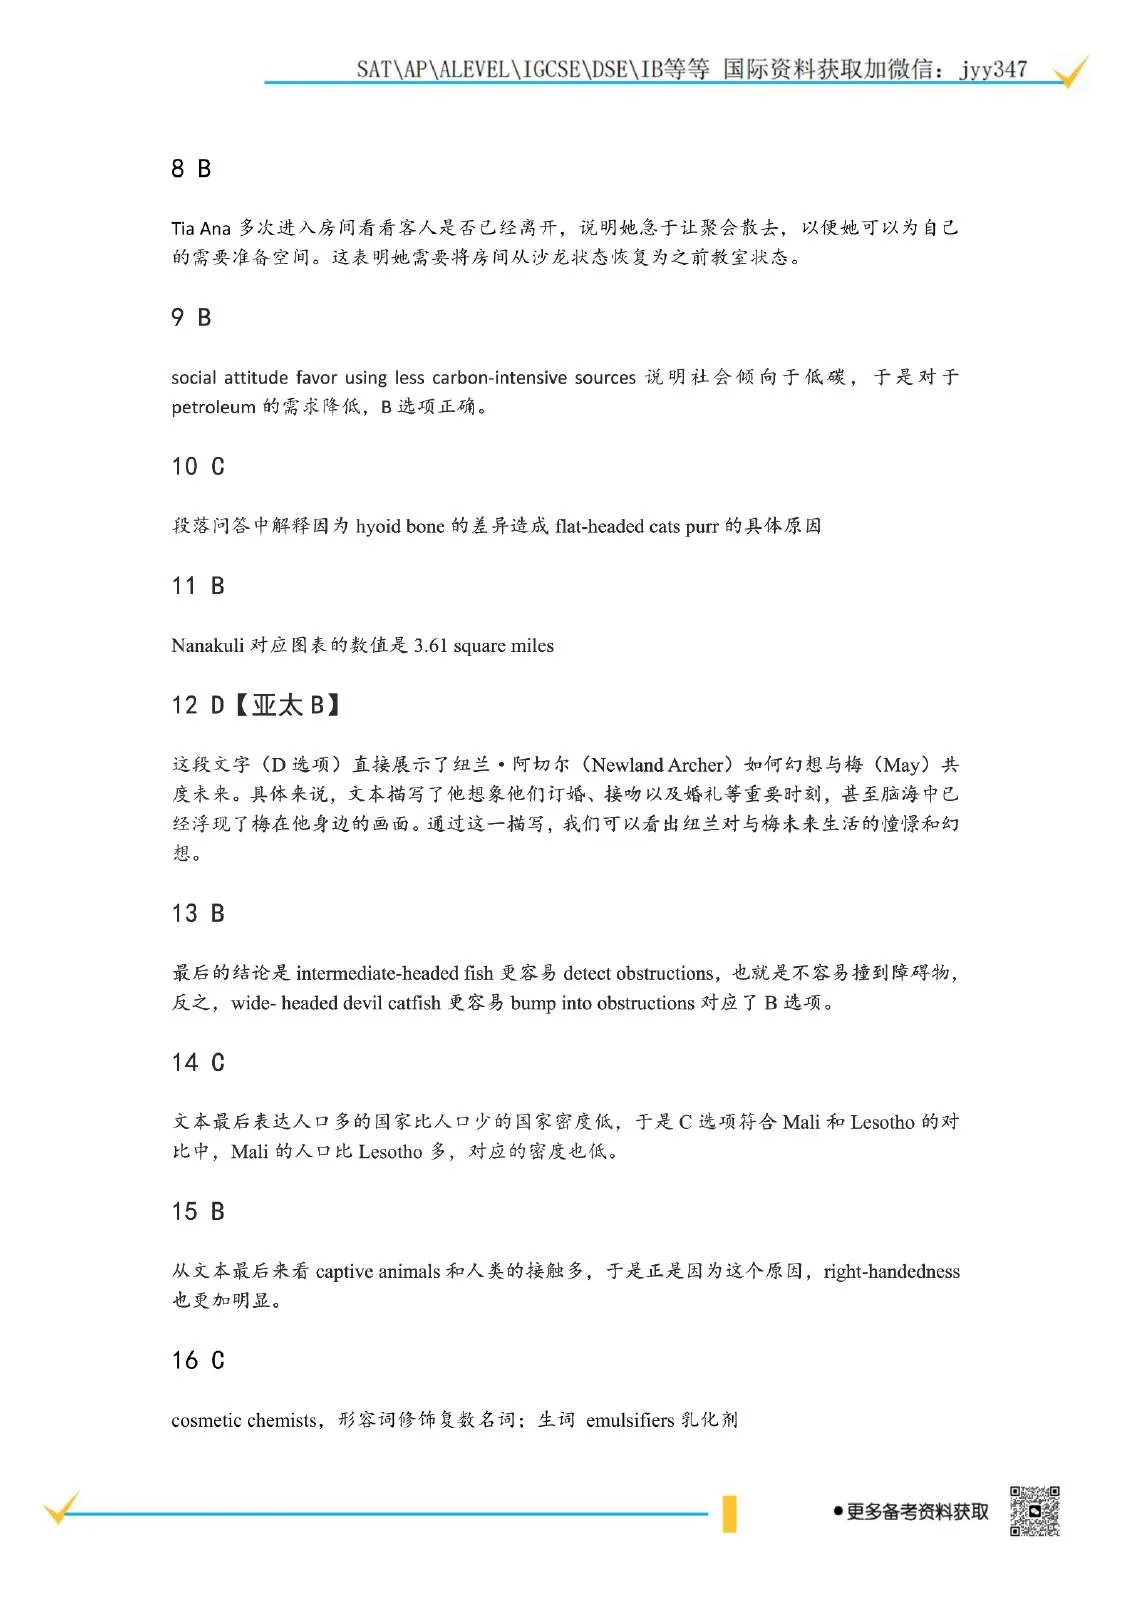 SAT\AP\ALEVEL\IGCSE\DSE\IB等等 国际资料获取加微信：jyy347
8 B
Tia Ana 多次进入房间看看客人是否已经离开，说明她急于让聚会散去，以便她可以为自己
的需要准备空间。这表明她需要将房间从沙龙状态恢复为之前教室状态。
9 B
social attitude favor using less carbon-intensive sources 说明社会倾向于低碳，于是对于
petroleum 的需求降低，B 选项正确。
10 C
段落问答中解释因为 hyoid bone 的差异造成 flat-headed cats purr 的具体原因
11 B
Nanakuli 对应图表的数值是 3.61 square miles
12 D【亚太 B】
这段文字（D 选项）直接展示了纽兰·阿切尔（Newland Archer）如何幻想与梅（May）共
度未来。具体来说，文本描写了他想象他们订婚、接吻以及婚礼等重要时刻，甚至脑海中已
经浮现了梅在他身边的画面。通过这一描写，我们可以看出纽兰对与梅未来生活的憧憬和幻
想。
13 B
最后的结论是 intermediate-headed fish 更容易 detect obstructions，也就是不容易撞到障碍物，
反之，wide- headed devil catfish 更容易 bump into obstructions 对应了 B 选项。
14 C
文本最后表达人口多的国家比人口少的国家密度低，于是 C 选项符合 Mali 和 Lesotho 的对
比中，Mali 的人口比 Lesotho 多，对应的密度也低。
15 B
从文本最后来看 captive animals 和人类的接触多，于是正是因为这个原因，right-handedness
也更加明显。
16 C
cosmetic chemists，形容词修饰复数名词；生词 emulsifiers 乳化剂
●更多备考资料获取